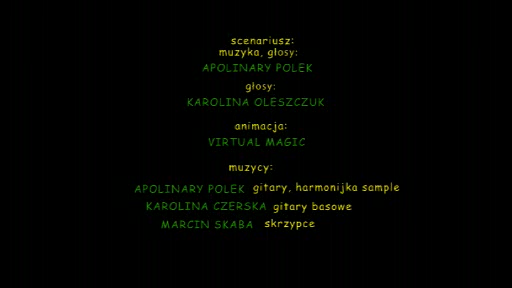 scenariusz:
muzyka, głosy:
APOLINARY POLEK
głosy:
KAROLINA OLESZCZUK
animacja:
VIRTUAL MAGIC
muzycy:
APOLINARY POLEK gitary, harmonijka sample
KAROLINA CZERSKA gitary basowe
MARCIN SKABA skrzypce